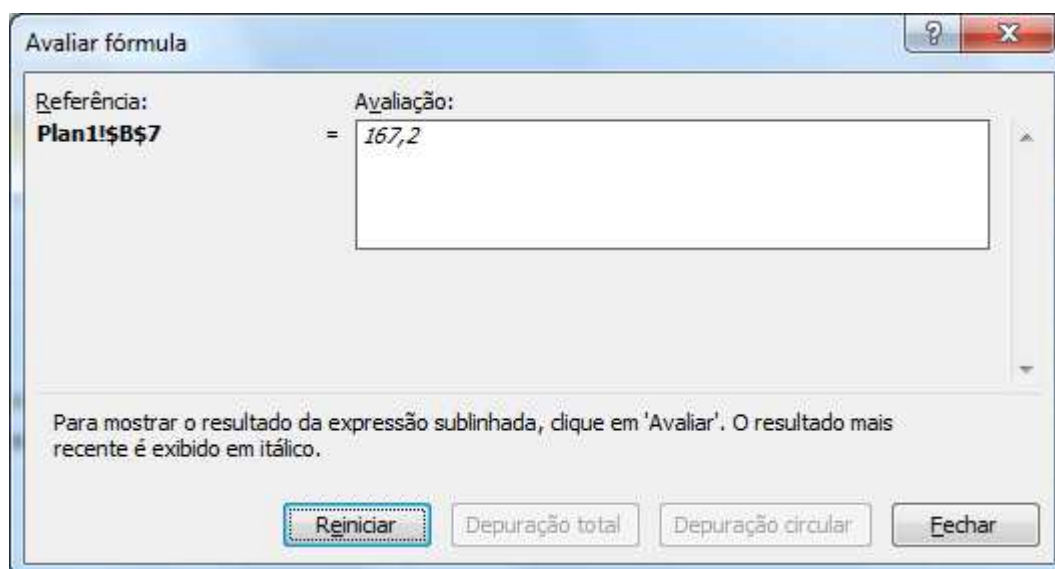 Avaliar fórmula
Referência:
Avaliação:
Plan1!$B$7
=
167,2
Para mostrar o resultado da expressão sublinhada, clique em 'Avaliar'. O resultado mais
recente é exibido em itálico.
Reiniciar
Depuração total
Depuração circular
Fechar